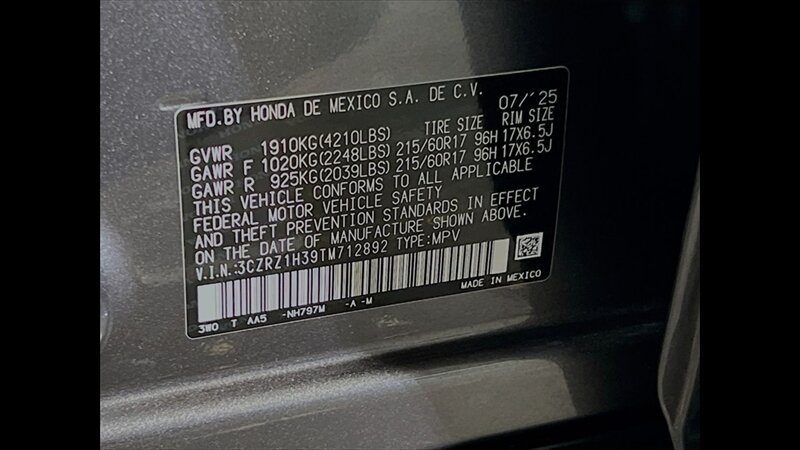 MFD.BY HONDA DE MEXICO S.A. DE C.V. 07/'25
TIRE SIZE RIM SIZE
GVWR 1910KG(4210LBS)
GAWR F 1020KG(2248LBS) 215/60R17 96H 17X6.5J
GAWR R 925KG(2039LBS) 215/60R17 96H 17X6.5J
THIS VEHICLE CONFORMS TO ALL APPLICABLE
FEDERAL MOTOR VEHICLE SAFETY
AND THEFT PREVENTION STANDARDS IN EFFECT
ON THE DATE OF MANUFACTURE SHOWN ABOVE.
V.I.N.:3CZRZ1H39TM712892 TYPE:MPV
MADE IN MEXICO
3W0 T AA5 -NH797M -A -M